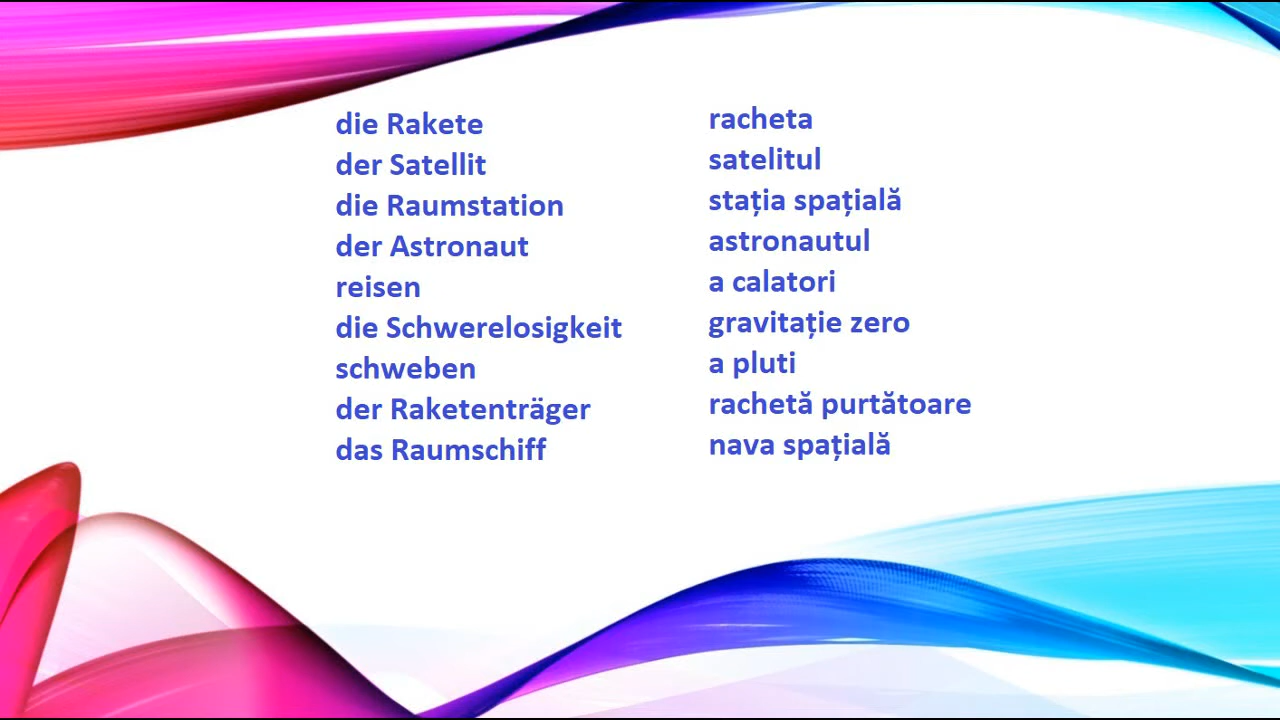 die Rakete
der Satellit
die Raumstation
der Astronaut
reisen
die Schwerelosigkeit
schweben
der Raketenträger
das Raumschiff
racheta
satelitul
stația spațială
astronautul
a calatori
gravitație zero
a pluti
rachetă purtătoare
nava spațială